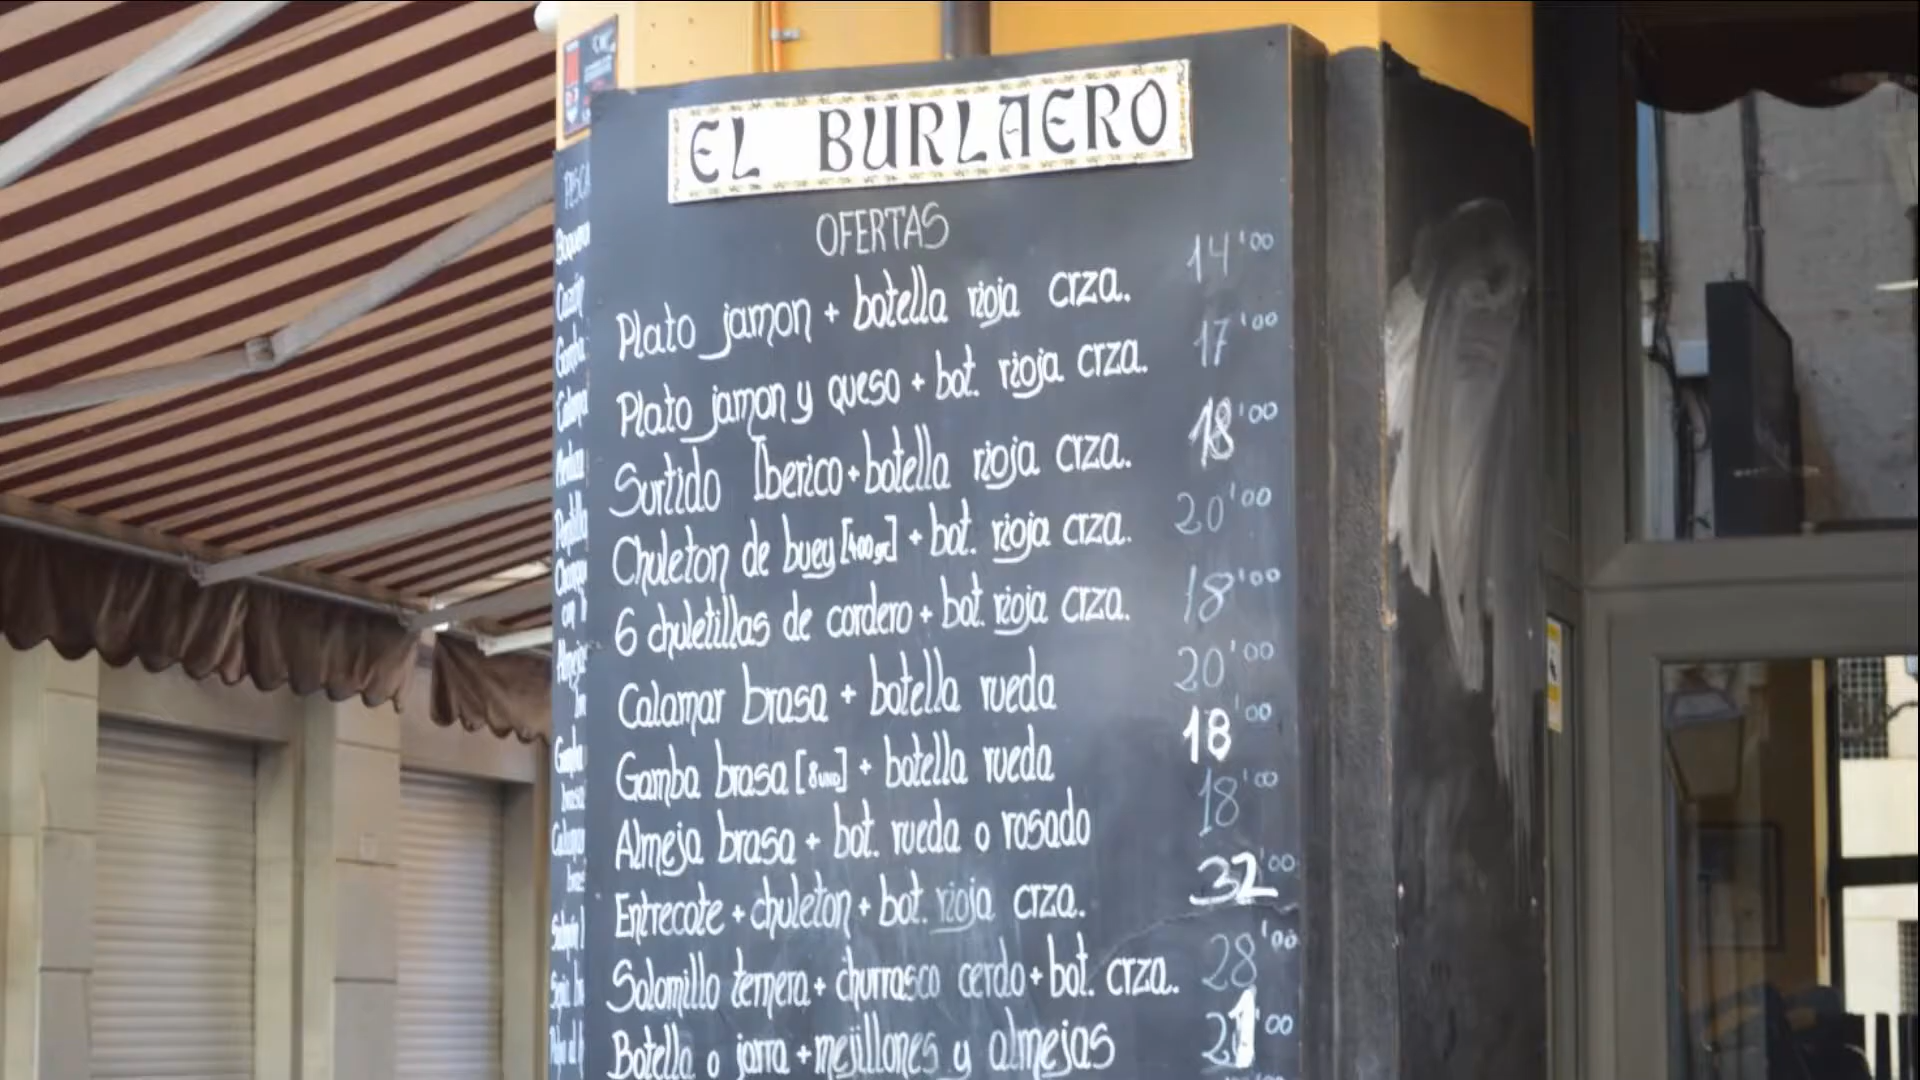 EL BURLAERO
OFERTAS
Plato jamon + botella rioja crza. 14'00
Plato jamon y queso + bot. rioja crza. 17'00
Surtido Iberico + botella rioja crza. 18'00
Chuleton de buey [400gr] + bot. rioja crza. 20'00
6 chuletillas de cordero + bot. rioja crza. 18'00
Calamar brasa + botella rueda 20'00
Gamba brasa [8 UND] + botella rueda 18'00
Almeja brasa + bot. rueda o rosado 18'00
Entrecote + chuleton + bot. rioja crza. 32'00
Solomillo ternera + churrasco cerdo + bot. crza. 28'00
Botella o jarra + mejillones y almejas 21'00